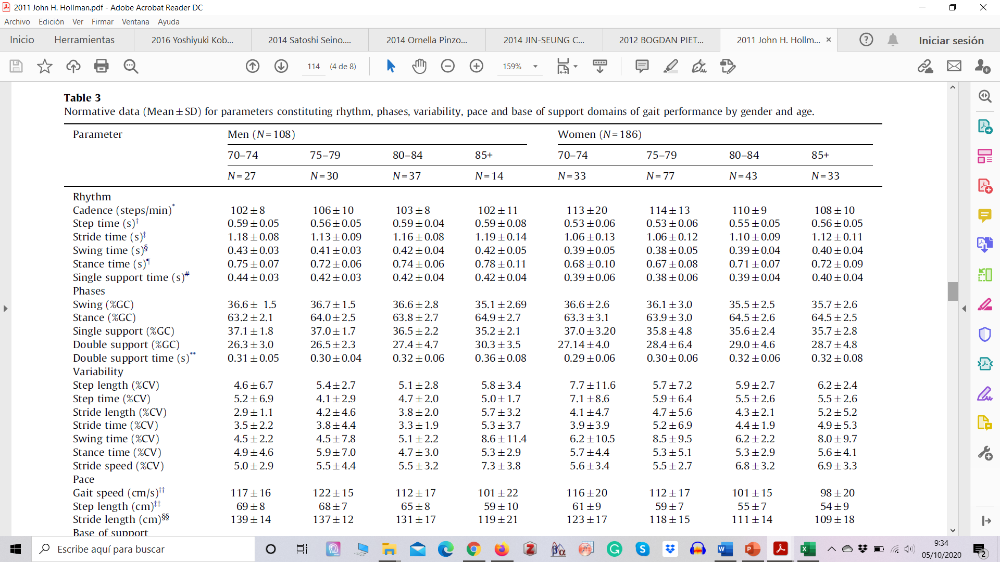 2011 John H. Hollman.pdf - Adobe Acrobat Reader DC
Archivo Edición Ver Firmar Ventana Ayuda
Inicio Herramientas 2016 Yoshiyuki Kob... 2014 Satoshi Seino.... 2014 Ornella Pinzo... 2014 JIN-SEUNG C... 2012 BOGDAN PIET... 2011 John H. Hollm... × Iniciar sesión
114 (4 de 8) 159%
Table 3
Normative data (Mean ± SD) for parameters constituting rhythm, phases, variability, pace and base of support domains of gait performance by gender and age.
Parameter Men (N = 108) Women (N = 186)
70–74 75–79 80–84 85+ 70–74 75–79 80–84 85+
N = 27 N = 30 N = 37 N = 14 N = 33 N = 77 N = 43 N = 33
Rhythm
Cadence (steps/min)* 102 ± 8 106 ± 10 103 ± 8 102 ± 11 113 ± 20 114 ± 13 110 ± 9 108 ± 10
Step time (s)† 0.59 ± 0.05 0.56 ± 0.05 0.59 ± 0.04 0.59 ± 0.08 0.53 ± 0.06 0.53 ± 0.06 0.55 ± 0.05 0.56 ± 0.05
Stride time (s)‡ 1.18 ± 0.08 1.13 ± 0.09 1.16 ± 0.08 1.19 ± 0.14 1.06 ± 0.13 1.06 ± 0.12 1.10 ± 0.09 1.12 ± 0.11
Swing time (s)§ 0.43 ± 0.03 0.41 ± 0.03 0.42 ± 0.04 0.42 ± 0.05 0.39 ± 0.05 0.38 ± 0.05 0.39 ± 0.04 0.40 ± 0.04
Stance time (s)¶ 0.75 ± 0.07 0.72 ± 0.06 0.74 ± 0.06 0.78 ± 0.11 0.68 ± 0.10 0.67 ± 0.08 0.71 ± 0.07 0.72 ± 0.09
Single support time (s)# 0.44 ± 0.03 0.42 ± 0.03 0.42 ± 0.04 0.42 ± 0.04 0.39 ± 0.06 0.38 ± 0.06 0.39 ± 0.04 0.40 ± 0.04
Phases
Swing (%GC) 36.6 ± 1.5 36.7 ± 1.5 36.6 ± 2.8 35.1 ± 2.69 36.6 ± 2.6 36.1 ± 3.0 35.5 ± 2.5 35.7 ± 2.6
Stance (%GC) 63.2 ± 2.1 64.0 ± 2.5 63.8 ± 2.7 64.9 ± 2.7 63.3 ± 3.1 63.9 ± 3.0 64.5 ± 2.6 64.5 ± 2.5
Single support (%GC) 37.1 ± 1.8 37.0 ± 1.7 36.5 ± 2.2 35.2 ± 2.1 37.0 ± 3.20 35.8 ± 4.8 35.6 ± 2.4 35.7 ± 2.8
Double support (%GC) 26.3 ± 3.0 26.5 ± 2.3 27.4 ± 4.7 30.3 ± 3.5 27.14 ± 4.0 28.4 ± 6.4 29.0 ± 4.6 28.7 ± 4.8
Double support time (s)** 0.31 ± 0.05 0.30 ± 0.04 0.32 ± 0.06 0.36 ± 0.08 0.29 ± 0.06 0.30 ± 0.06 0.32 ± 0.06 0.32 ± 0.08
Variability
Step length (%CV) 4.6 ± 6.7 5.4 ± 2.7 5.1 ± 2.8 5.8 ± 3.4 7.7 ± 11.6 5.7 ± 7.2 5.9 ± 2.7 6.2 ± 2.4
Step time (%CV) 5.2 ± 6.9 4.1 ± 2.9 4.7 ± 2.0 5.0 ± 1.7 7.1 ± 8.6 5.9 ± 6.4 5.5 ± 2.6 5.5 ± 2.6
Stride length (%CV) 2.9 ± 1.1 4.2 ± 4.6 3.8 ± 2.0 5.7 ± 3.2 4.1 ± 4.7 4.7 ± 5.6 4.3 ± 2.1 5.2 ± 5.2
Stride time (%CV) 3.5 ± 2.2 3.8 ± 4.4 3.3 ± 1.9 5.3 ± 3.7 3.9 ± 3.9 5.2 ± 6.9 4.4 ± 1.9 4.9 ± 5.3
Swing time (%CV) 4.5 ± 2.2 4.5 ± 7.8 5.1 ± 2.2 8.6 ± 11.4 6.2 ± 10.5 8.5 ± 9.5 6.2 ± 2.2 8.0 ± 9.7
Stance time (%CV) 4.9 ± 4.6 5.9 ± 7.0 4.7 ± 3.0 5.3 ± 2.9 5.7 ± 4.4 5.3 ± 5.1 5.3 ± 2.9 5.6 ± 4.1
Stride speed (%CV) 5.0 ± 2.9 5.5 ± 4.4 5.5 ± 3.2 7.3 ± 3.8 5.6 ± 3.4 5.5 ± 2.7 6.8 ± 3.2 6.9 ± 3.3
Pace
Gait speed (cm/s)†† 117 ± 16 122 ± 15 112 ± 17 101 ± 22 116 ± 20 112 ± 17 101 ± 15 98 ± 20
Step length (cm)‡‡ 69 ± 8 68 ± 7 65 ± 8 59 ± 10 61 ± 9 59 ± 7 55 ± 7 54 ± 9
Stride length (cm)§§ 139 ± 14 137 ± 12 131 ± 17 119 ± 21 123 ± 17 118 ± 15 111 ± 14 109 ± 18
Base of support
Escribe aquí para buscar
9:34
05/10/2020
2